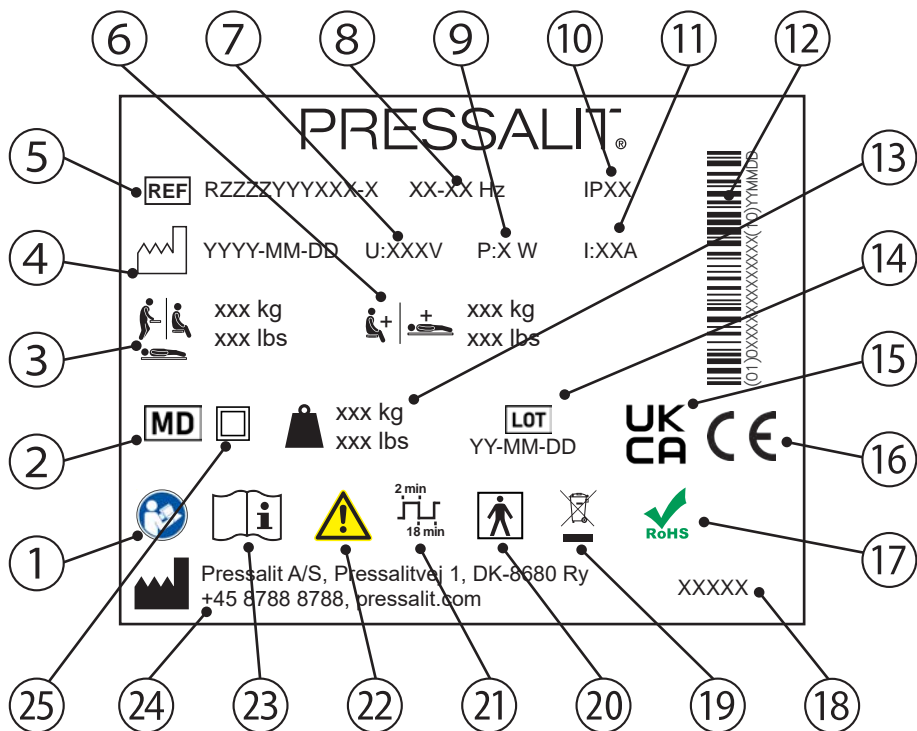 6 7 8 9 10 11 12
PRESSALIT®
5 REF RZZZZYYYXXX-X XX-XX Hz IPXX 13
4 YYYY-MM-DD U:XXXV P:X W I:XXA 14
(01)0XXXXXXXXXXXX(10)YYMMDD
3 xxx kg + + xxx kg
xxx lbs xxx lbs
15
2 MD xxx kg LOT UK CA CE 16
xxx lbs YY-MM-DD
1 i ! 2 min
18 min
RoHS 17
Pressalit A/S, Pressalitvej 1, DK-8680 Ry
+45 8788 8788, pressalit.com XXXXX
25 24 23 22 21 20 19 18